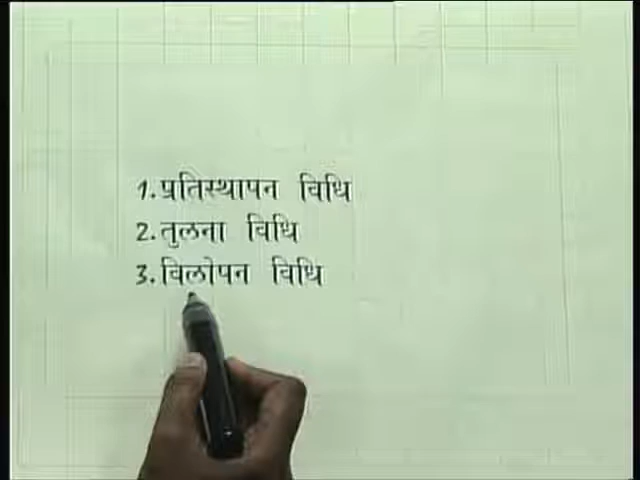 1. प्रतिस्थापन विधि
2. तुलना विधि
3. विलोपन विधि